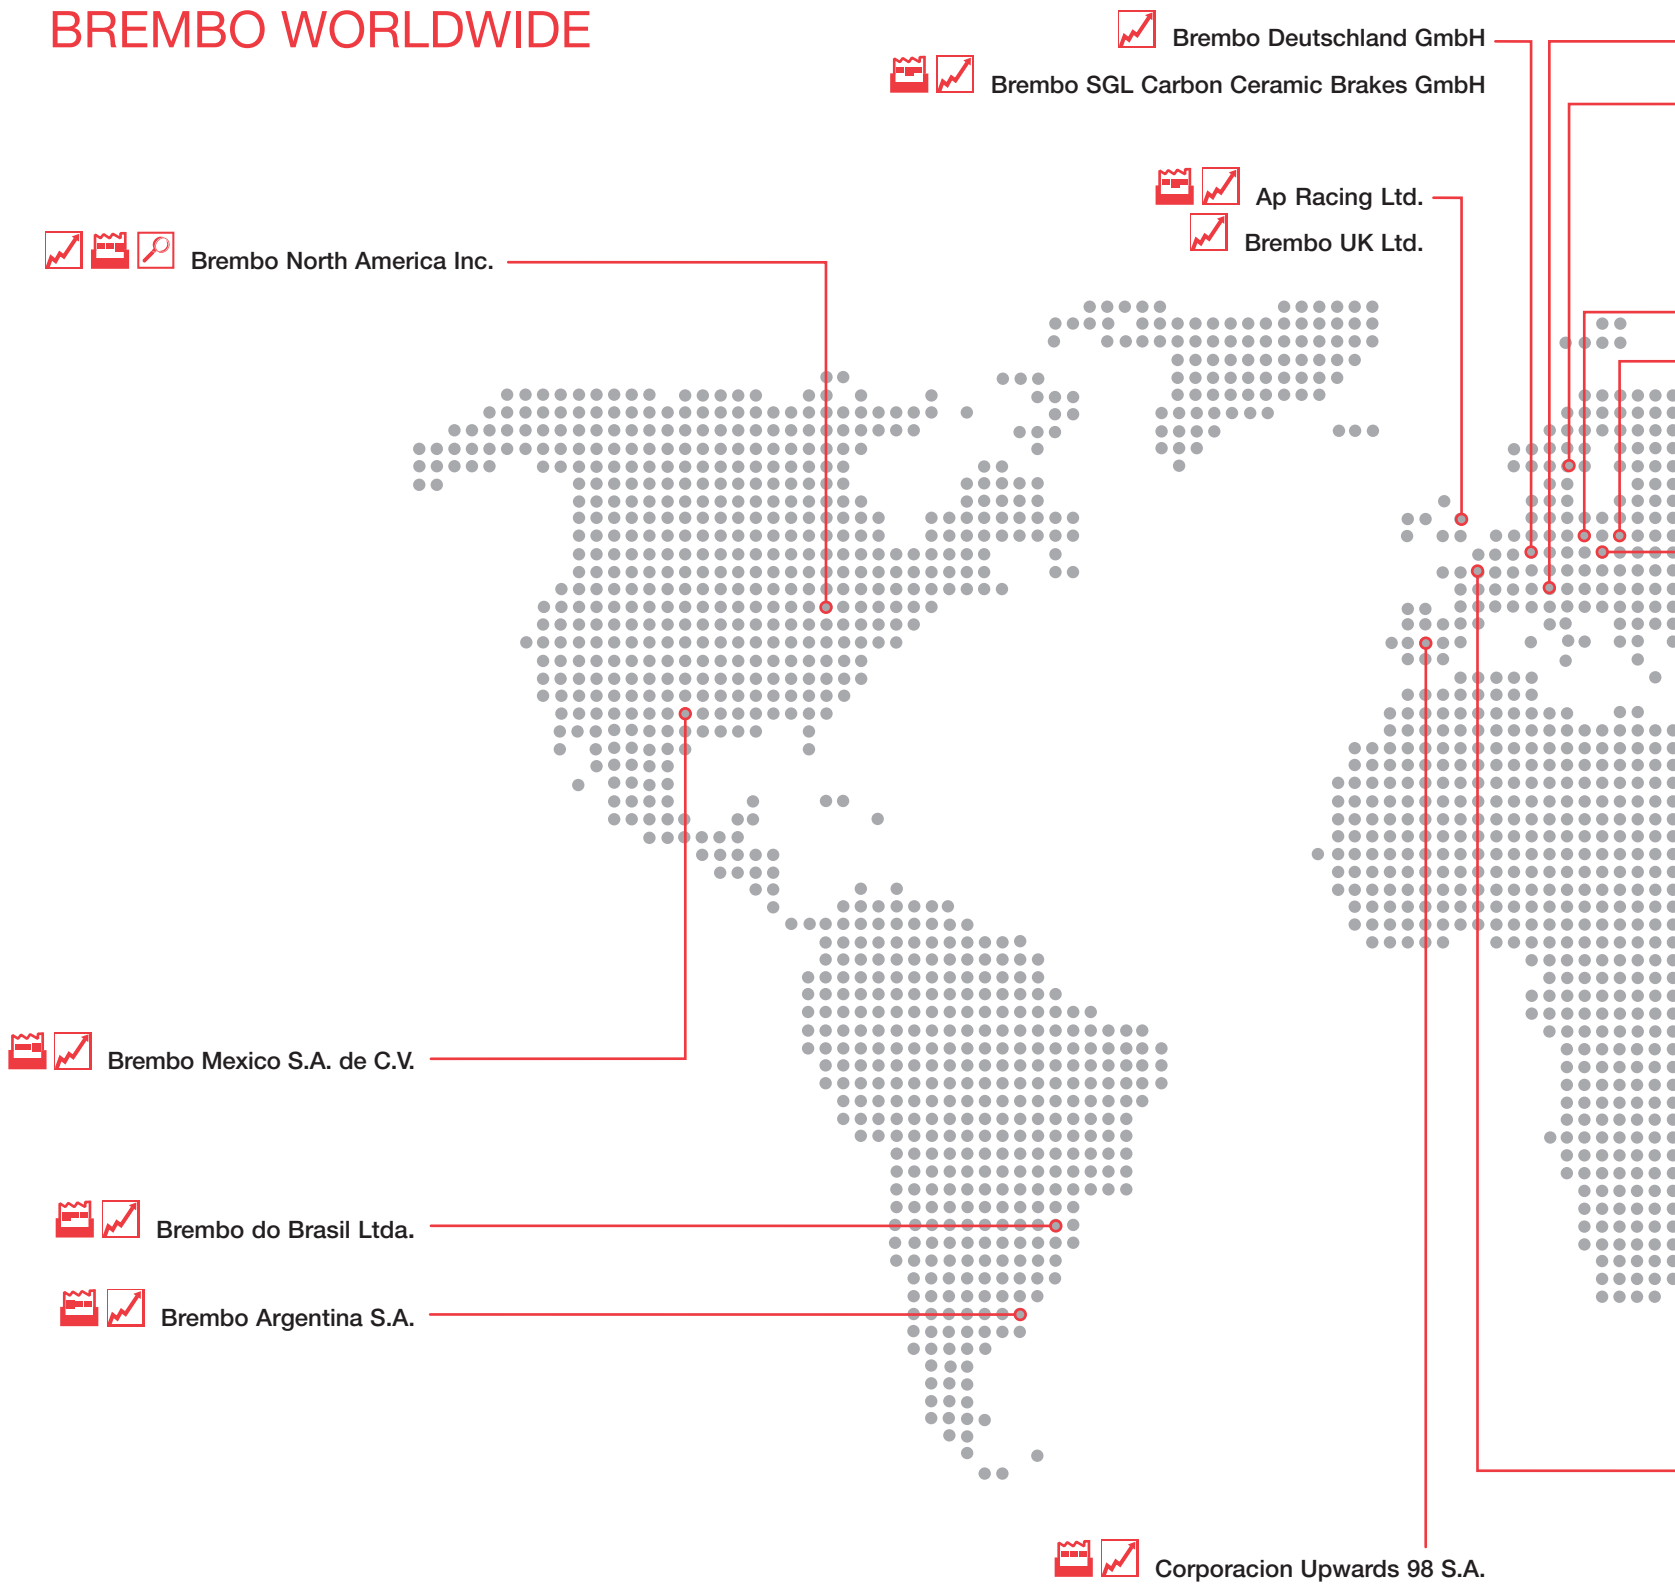 BREMBO WORLDWIDE
Brembo Deutschland GmbH
Brembo SGL Carbon Ceramic Brakes GmbH
Ap Racing Ltd.
Brembo UK Ltd.
Brembo North America Inc.
Brembo Mexico S.A. de C.V.
Brembo do Brasil Ltda.
Brembo Argentina S.A.
Corporacion Upwards 98 S.A.